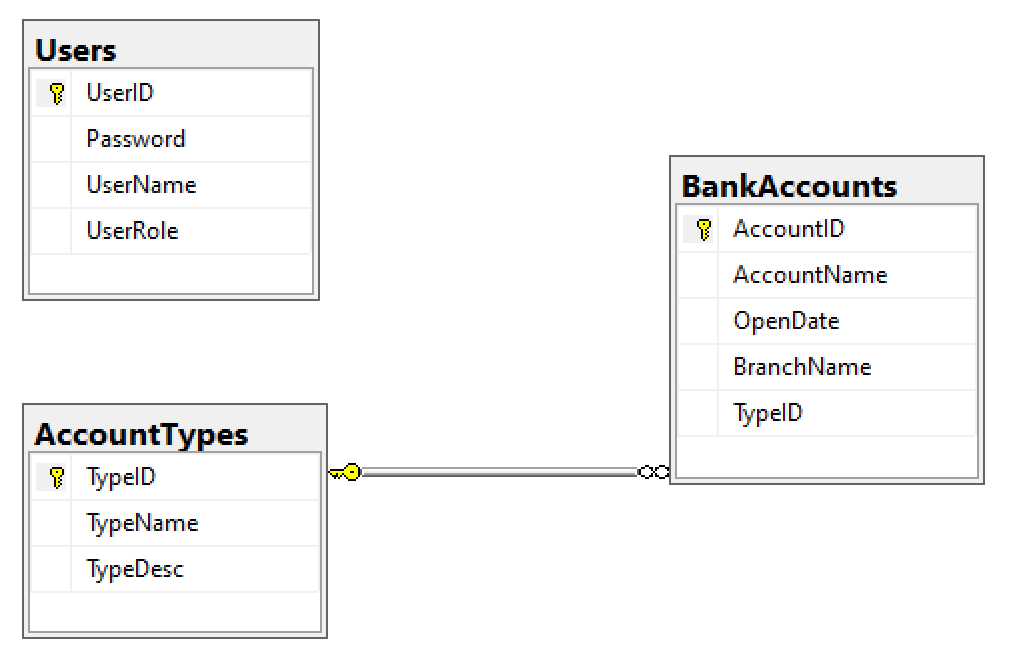 Users
UserID
Password
UserName
UserRole
BankAccounts
AccountID
AccountName
OpenDate
BranchName
TypeID
AccountTypes
TypeID
TypeName
TypeDesc